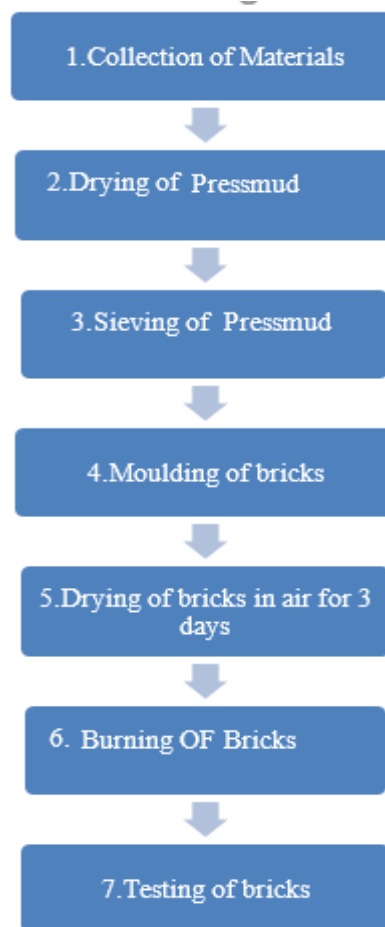 1.Collection of Materials
2.Drying of Pressmud
3.Sieving of Pressmud
4.Moulding of bricks
5.Drying of bricks in air for 3
days
6. Burning OF Bricks
7.Testing of bricks